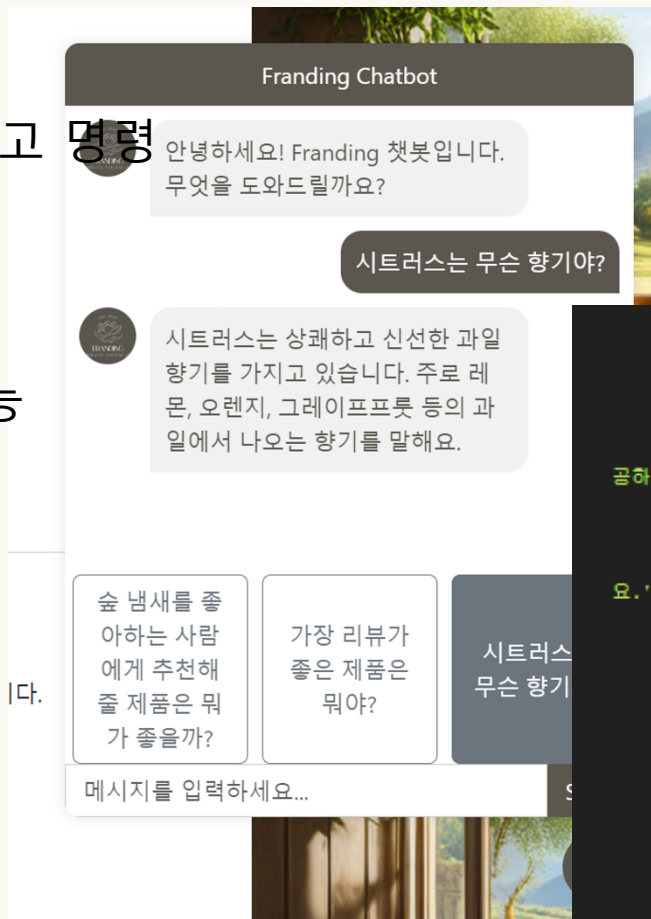 Franding Chatbot
고 명령
안녕하세요! Franding 챗봇입니다.
무엇을 도와드릴까요?
시트러스는 무슨 향기야?
FRANDING
시트러스는 상쾌하고 신선한 과일
향기를 가지고 있습니다. 주로 레
몬, 오렌지, 그레이프프룻 등의 과
일에서 나오는 향기를 말해요.
능
공하
요.'
숲 냄새를 좋
아하는 사람
에게 추천해
줄 제품은 뭐
가 좋을까?
가장 리뷰가
좋은 제품은
뭐야?
시트러스
무슨 향기
다.
메시지를 입력하세요...
S